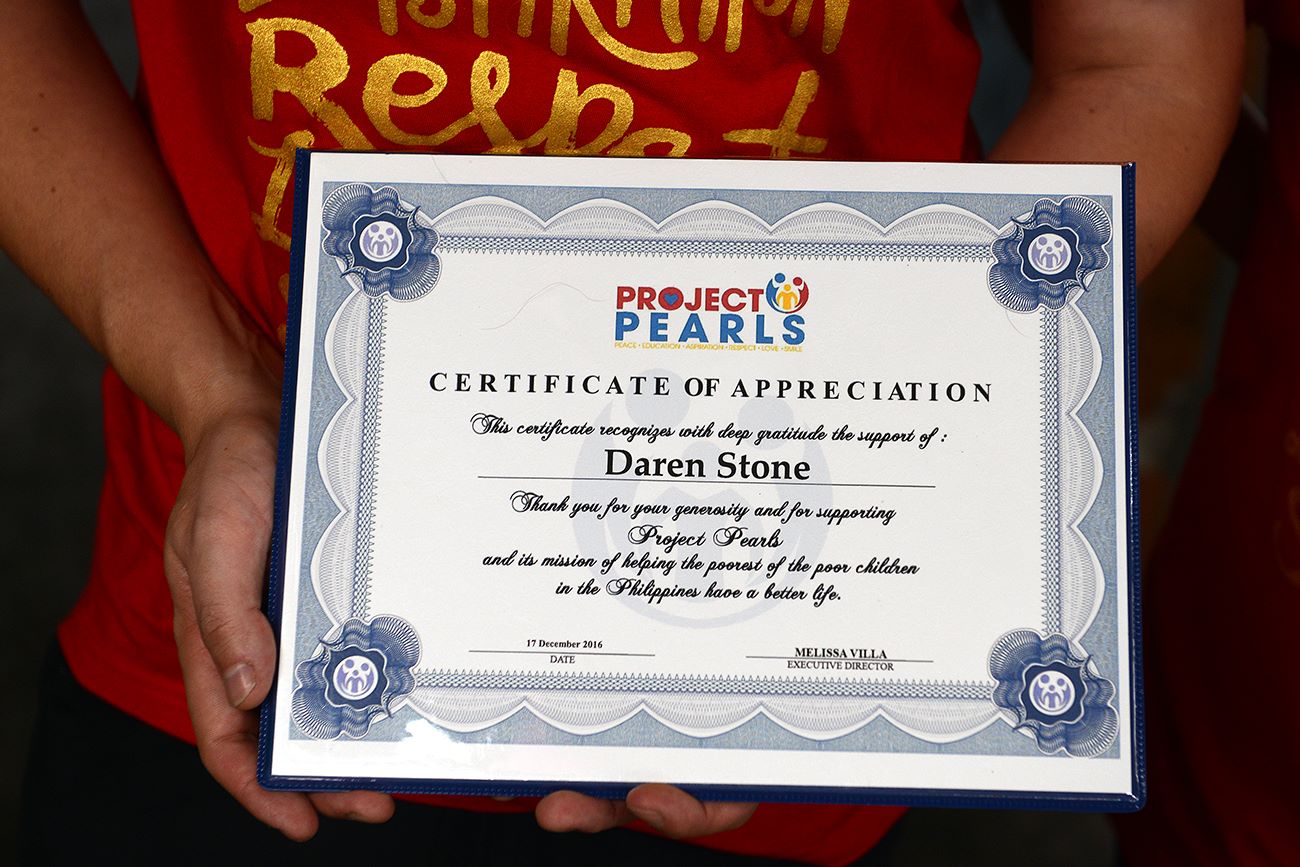 Aspiration
Respect
PROJECT
PEARLS
PEACE • EDUCATION • ASPIRATION • RESPECT • LOVE • SMILE
CERTIFICATE OF APPRECIATION
This certificate recognizes with deep gratitude the support of :
Daren Stone
Thank you for your generosity and for supporting
Project Pearls
and its mission of helping the poorest of the poor children
in the Philippines have a better life.
17 December 2016
DATE
MELISSA VILLA
EXECUTIVE DIRECTOR